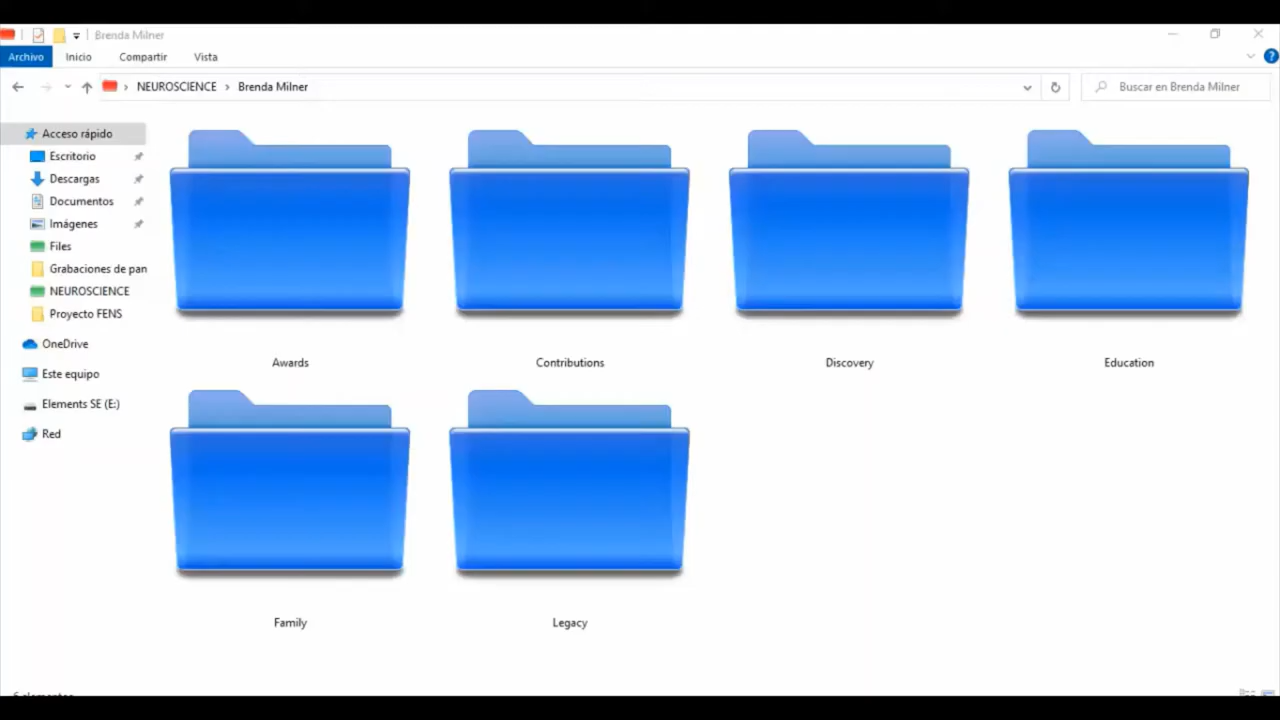 Brenda Milner
Archivo Inicio Compartir Vista
NEUROSCIENCE › Brenda Milner
Buscar en Brenda Milner
Acceso rápido
Escritorio
Descargas
Documentos
Imágenes
Files
Grabaciones de pan
NEUROSCIENCE
Proyecto FENS
OneDrive
Este equipo
Elements SE (E:)
Red
Awards Contributions Discovery Education
Family Legacy
6 elementos